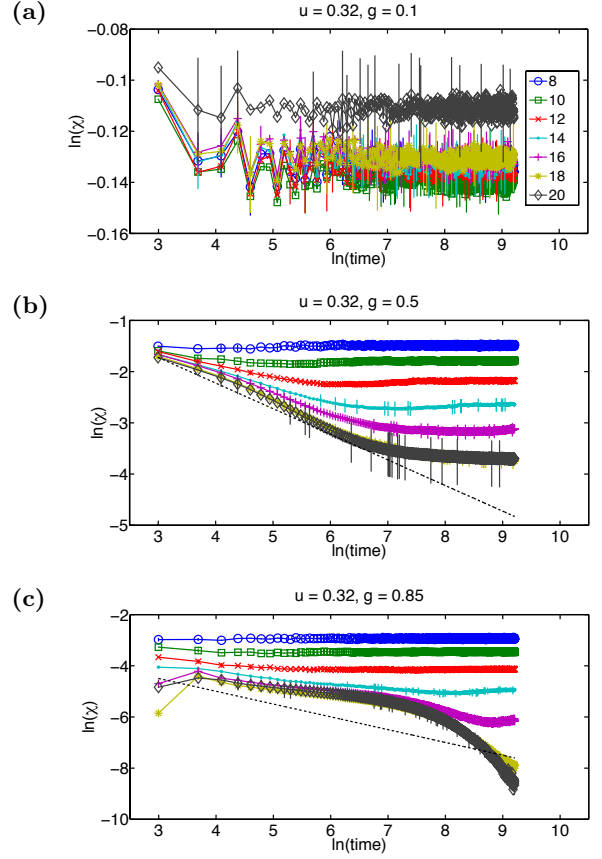 (a)
u = 0.32, g = 0.1
ln(χ)
−0.08
−0.1
−0.12
−0.14
−0.16
3 4 5 6 7 8 9 10
ln(time)
8
10
12
14
16
18
20
(b)
u = 0.32, g = 0.5
ln(χ)
−1
−2
−3
−4
−5
3 4 5 6 7 8 9 10
ln(time)
(c)
u = 0.32, g = 0.85
ln(χ)
−2
−4
−6
−8
−10
3 4 5 6 7 8 9 10
ln(time)